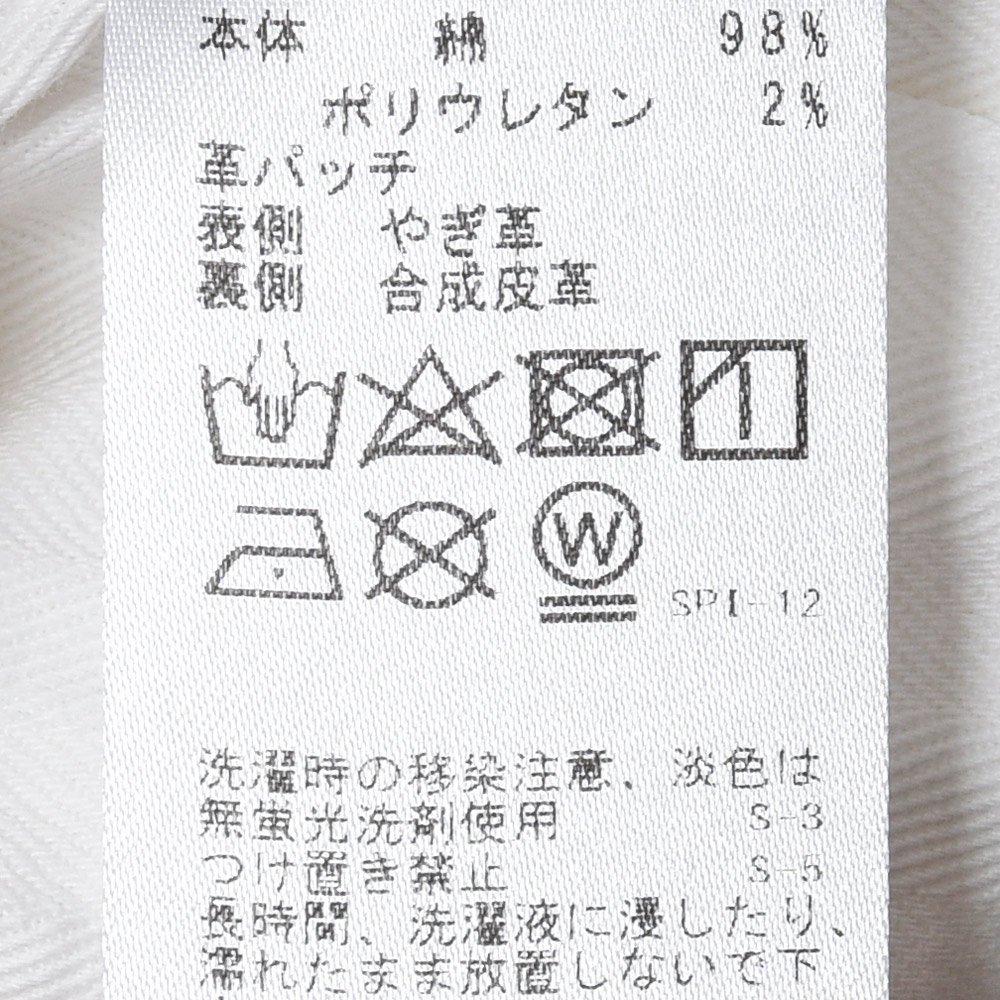 本体 綿 98%
ポリウレタン 2%
革パッチ
表側 やぎ革
裏側 合成皮革
W
SPI-12
洗濯時の移染注意、淡色は
無蛍光洗剤使用 S-3
つけ置き禁止 S-5
長時間、洗濯液に浸したり、
濡れたまま放置しないで下